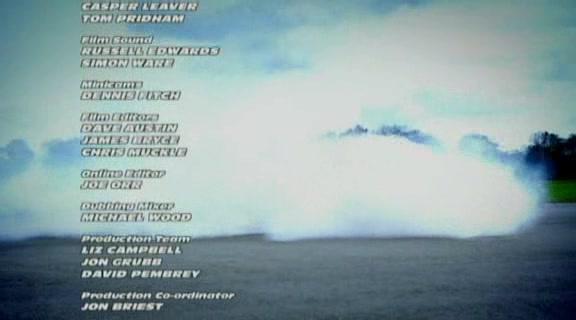 CASPER LEAVER
TOM PRIDHAM
Film Sound
RUSSELL EDWARDS
SIMON WARE
Minicams
DENNIS FITCH
Film Editors
DAVE AUSTIN
JAMES BRYCE
CHRIS MUCKLE
Online Editor
JOE ORR
Dubbing Mixer
MICHAEL WOOD
Production Team
LIZ CAMPBELL
JON GRUBB
DAVID PEMBREY
Production Co-ordinator
JON BRIEST